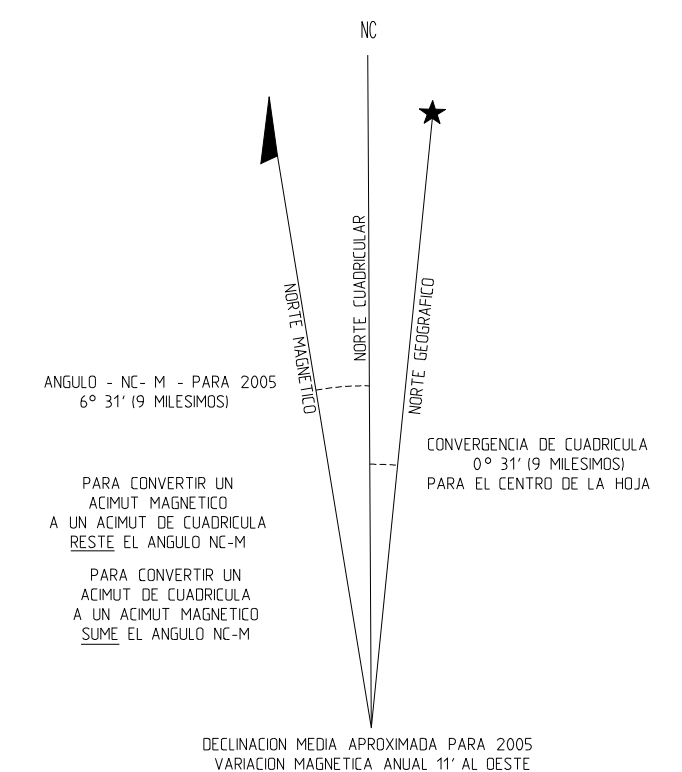 NC
NORTE MAGNETICO
NORTE CUADRICULAR
NORTE GEOGRAFICO
ANGULO - NC- M - PARA 2005
6° 31' (9 MILESIMOS)
CONVERGENCIA DE CUADRICULA
0° 31' (9 MILESIMOS)
PARA EL CENTRO DE LA HOJA
PARA CONVERTIR UN
ACIMUT MAGNETICO
A UN ACIMUT DE CUADRICULA
RESTE EL ANGULO NC-M
PARA CONVERTIR UN
ACIMUT DE CUADRICULA
A UN ACIMUT MAGNETICO
SUME EL ANGULO NC-M
DECLINACION MEDIA APROXIMADA PARA 2005
VARIACION MAGNETICA ANUAL 11' AL OESTE